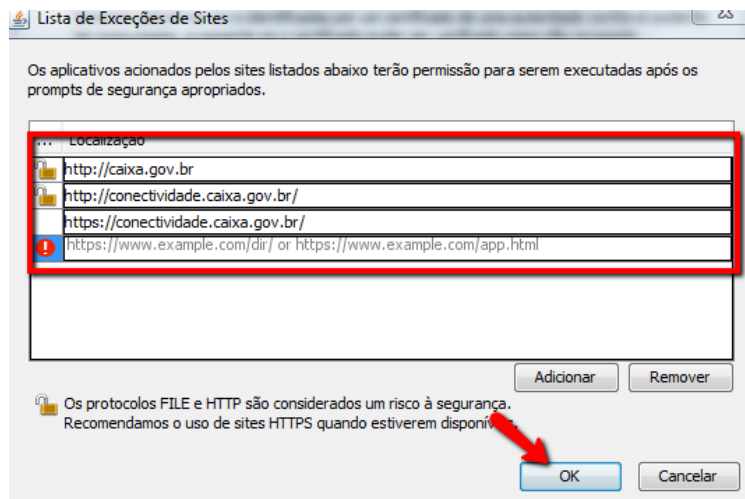 Lista de Exceções de Sites
Os aplicativos acionados pelos sites listados abaixo terão permissão para serem executadas após os
prompts de segurança apropriados.
... Localização
http://caixa.gov.br
http://conectividade.caixa.gov.br/
https://conectividade.caixa.gov.br/
https://www.example.com/dir/ or https://www.example.com/app.html
Adicionar Remover
Os protocolos FILE e HTTP são considerados um risco à segurança.
Recomendamos o uso de sites HTTPS quando estiverem disponíveis.
OK Cancelar